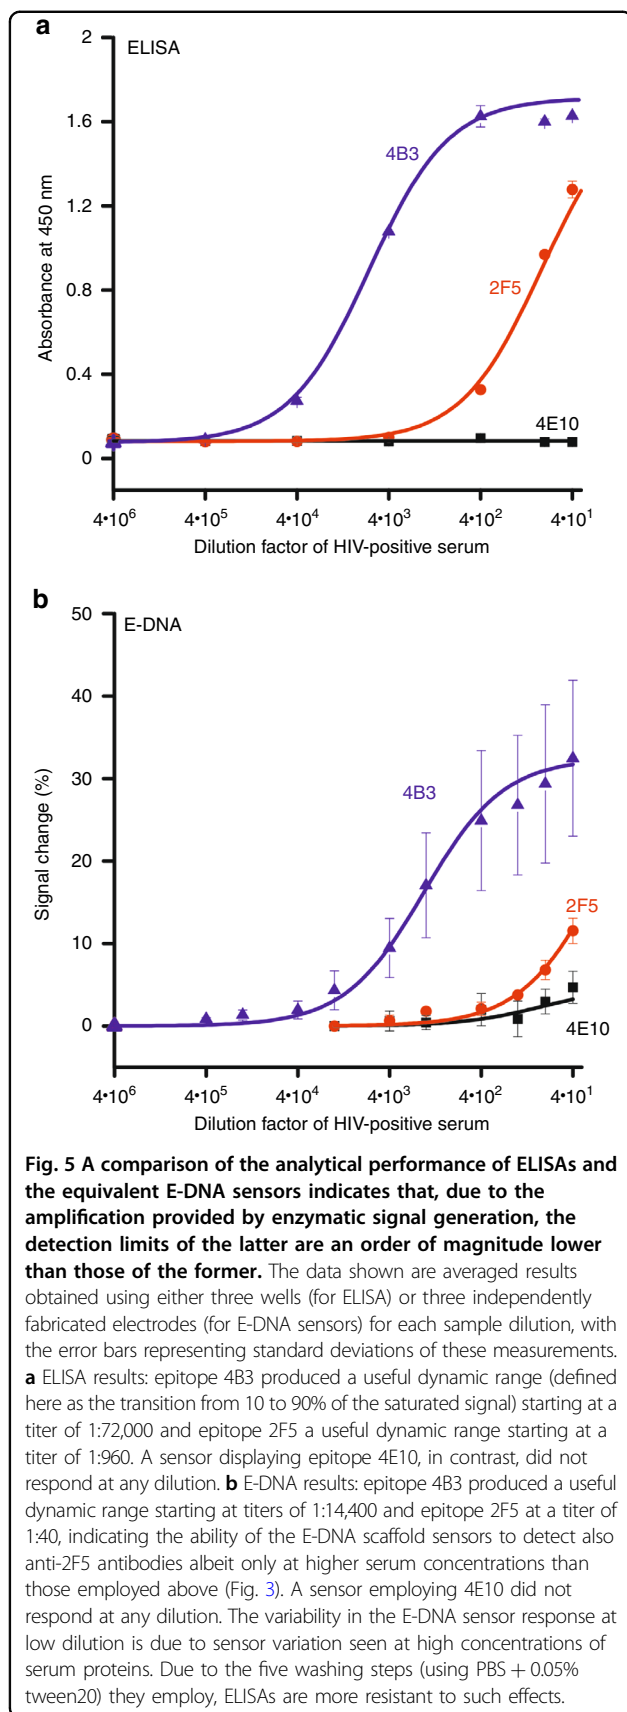 a
2
ELISA
1.6
4B3
1.2
Absorbance at 450 nm
2F5
0.8
0.4
4E10
0
4•10⁶ 4•10⁵ 4•10⁴ 4•10³ 4•10² 4•10¹
Dilution factor of HIV-positive serum
b
50
E-DNA
40
30
4B3
Signal change (%)
20
2F5
10
0
4E10
4•10⁶ 4•10⁵ 4•10⁴ 4•10³ 4•10² 4•10¹
Dilution factor of HIV-positive serum
Fig. 5 A comparison of the analytical performance of ELISAs and
the equivalent E-DNA sensors indicates that, due to the
amplification provided by enzymatic signal generation, the
detection limits of the latter are an order of magnitude lower
than those of the former. The data shown are averaged results
obtained using either three wells (for ELISA) or three independently
fabricated electrodes (for E-DNA sensors) for each sample dilution, with
the error bars representing standard deviations of these measurements.
a ELISA results: epitope 4B3 produced a useful dynamic range (defined
here as the transition from 10 to 90% of the saturated signal) starting at a
titer of 1:72,000 and epitope 2F5 a useful dynamic range starting at a
titer of 1:960. A sensor displaying epitope 4E10, in contrast, did not
respond at any dilution. b E-DNA results: epitope 4B3 produced a useful
dynamic range starting at titers of 1:14,400 and epitope 2F5 at a titer of
1:40, indicating the ability of the E-DNA scaffold sensors to detect also
anti-2F5 antibodies albeit only at higher serum concentrations than
those employed above (Fig. 3). A sensor employing 4E10 did not
respond at any dilution. The variability in the E-DNA sensor response at
low dilution is due to sensor variation seen at high concentrations of
serum proteins. Due to the five washing steps (using PBS + 0.05%
tween20) they employ, ELISAs are more resistant to such effects.